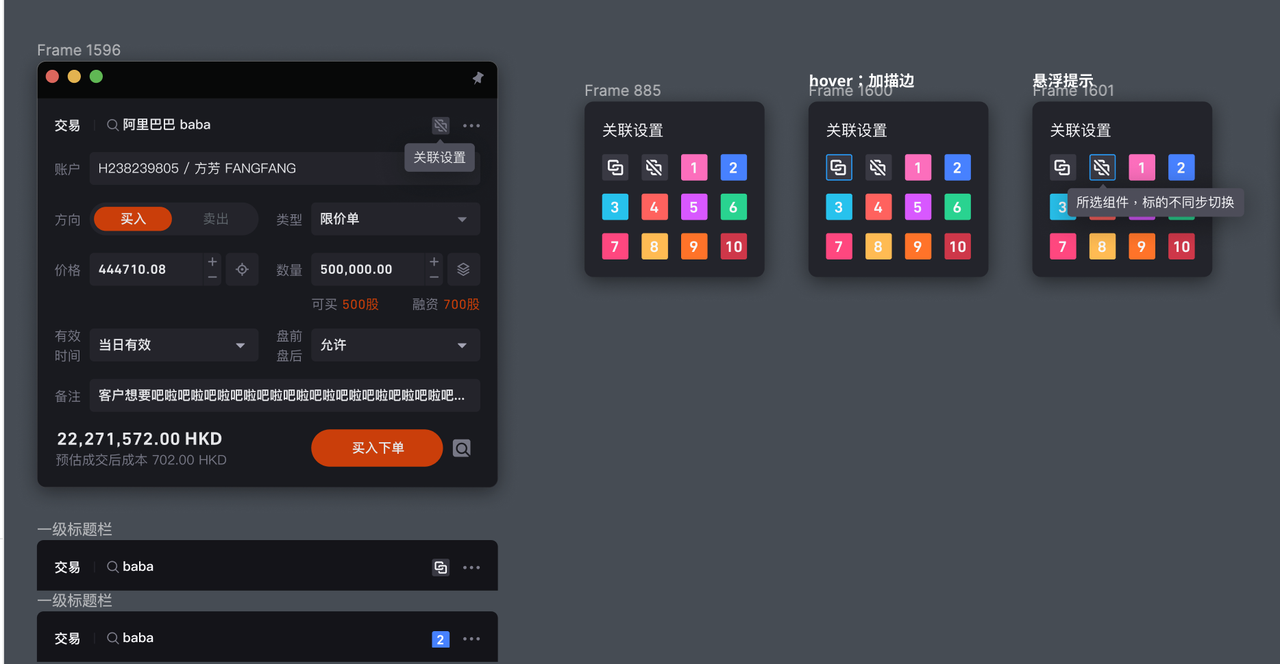 Frame 1596
交易
阿里巴巴 baba
关联设置
账户
H238239805 / 方芳 FANGFANG
方向
买入
卖出
类型
限价单
价格
444710.08
+
−
数量
500,000.00
+
−
可买 500股
融资 700股
有效
时间
当日有效
盘前
盘后
允许
备注
客户想要吧啦吧啦吧啦吧啦吧啦吧啦吧啦吧啦吧啦吧啦吧啦吧...
22,271,572.00 HKD
预估成交后成本 702.00 HKD
买入下单
一级标题栏
交易
baba
一级标题栏
交易
baba
2
Frame 885
关联设置
1
2
3
4
5
6
7
8
9
10
hover；加描边
Frame 1600
关联设置
1
2
3
4
5
6
7
8
9
10
悬浮提示
Frame 1601
关联设置
1
2
3
所选组件，标的不同步切换
7
8
9
10